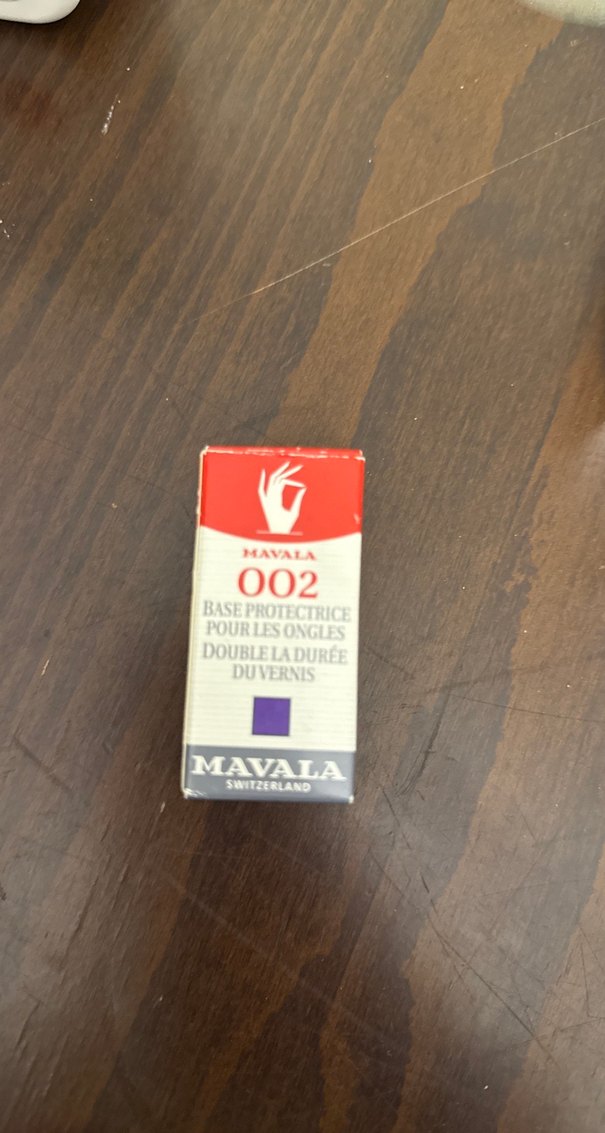 MAVALA
002
BASE PROTECTRICE
POUR LES ONGLES
DOUBLE LA DURÉE
DU VERNIS
MAVALA
SWITZERLAND